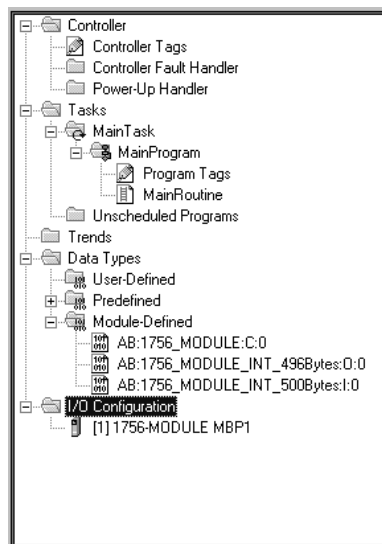 Controller
Controller Tags
Controller Fault Handler
Power-Up Handler
Tasks
MainTask
MainProgram
Program Tags
MainRoutine
Unscheduled Programs
Trends
Data Types
User-Defined
Predefined
Module-Defined
AB:1756_MODULE:C:0
AB:1756_MODULE_INT_496Bytes:O:0
AB:1756_MODULE_INT_500Bytes:I:0
I/O Configuration
[1] 1756-MODULE MBP1